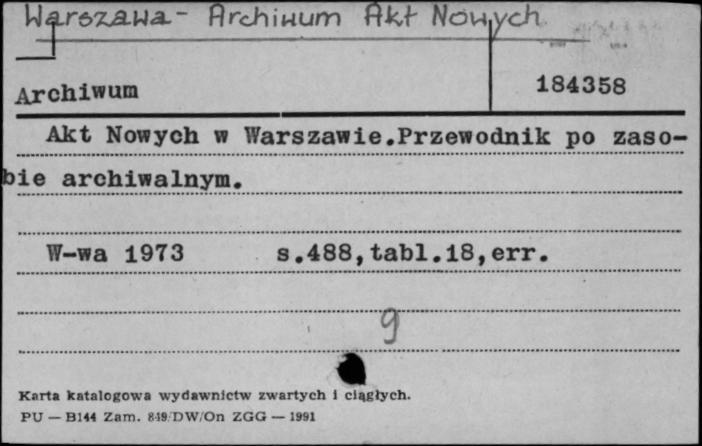 Warszawa - Archiwum Akt Nowych
Archiwum 184358
Akt Nowych w Warszawie.Przewodnik po zaso-
bie archiwalnym.
W-wa 1973 s.488,tabl.18,err.
9
Karta katalogowa wydawnictw zwartych i ciągłych.
PU — B144 Zam. 849/DW/On ZGG — 1991